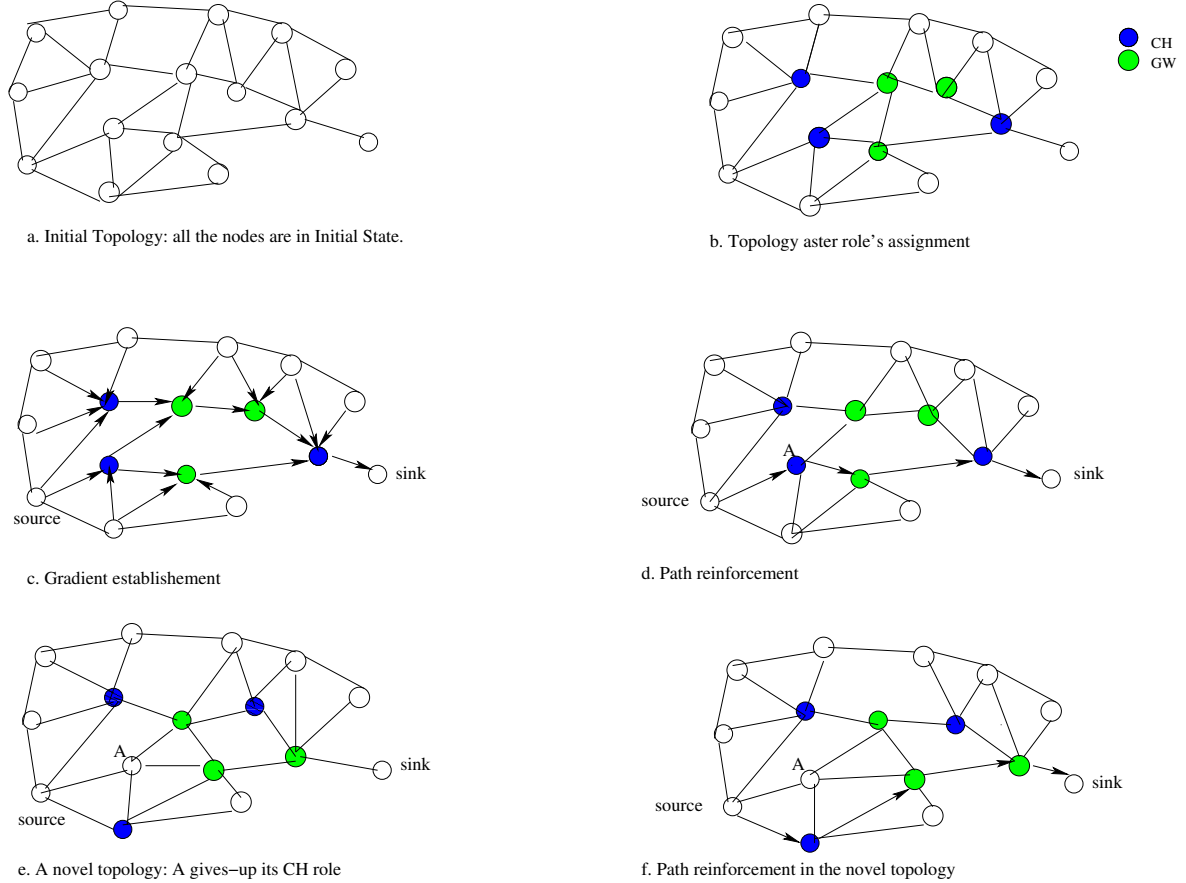 CH
GW
a. Initial Topology: all the nodes are in Initial State.
b. Topology aster role's assignment
sink
source
c. Gradient establishement
A
sink
source
d. Path reinforcement
A
sink
source
e. A novel topology: A gives−up its CH role
A
sink
source
f. Path reinforcement in the novel topology